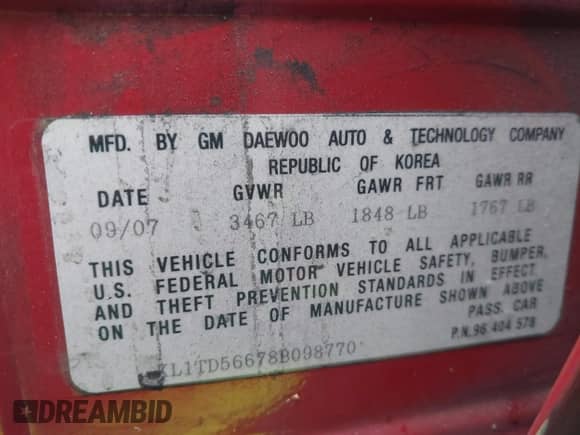 MFD. BY GM DAEWOO AUTO & TECHNOLOGY COMPANY
REPUBLIC OF KOREA
DATE GVWR GAWR FRT GAWR RR
09/07 3467 LB 1848 LB 1767 LB
THIS VEHICLE CONFORMS TO ALL APPLICABLE
U.S. FEDERAL MOTOR VEHICLE SAFETY, BUMPER,
AND THEFT PREVENTION STANDARDS IN EFFECT
ON THE DATE OF MANUFACTURE SHOWN ABOVE
PASS. CAR
P.N.96 404 578
KL1TD56678B098770
DREAMBID